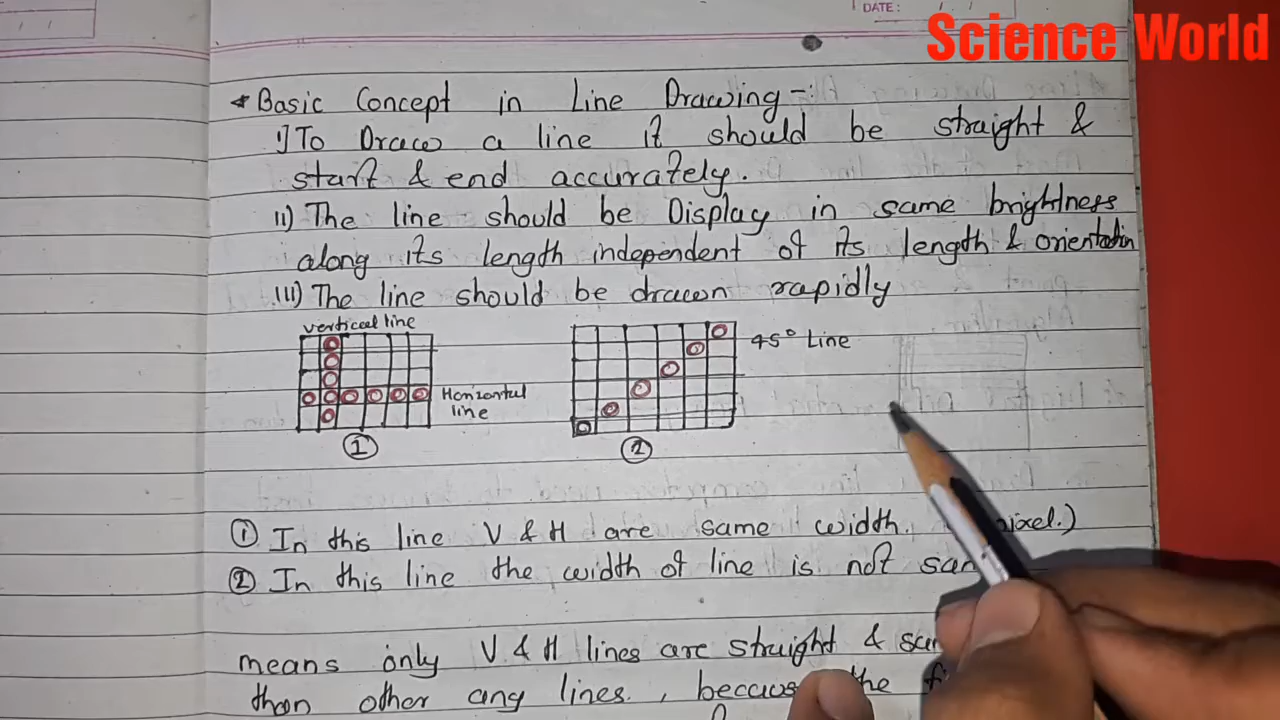 DATE:
Science World
* Basic Concept in Line Drawing -:
i) To Draw a line it should be straight &
start & end accurately.
II) The line should be Display in same brightness
along its length independent of its length & orientation
III) The line should be drawn rapidly
vertical line
45° Line
Horizontal
line
1
2
① In this line V & H are same width. pixel.)
② In this line the width of line is not
means only V & H lines are straight &
than other any lines, because the